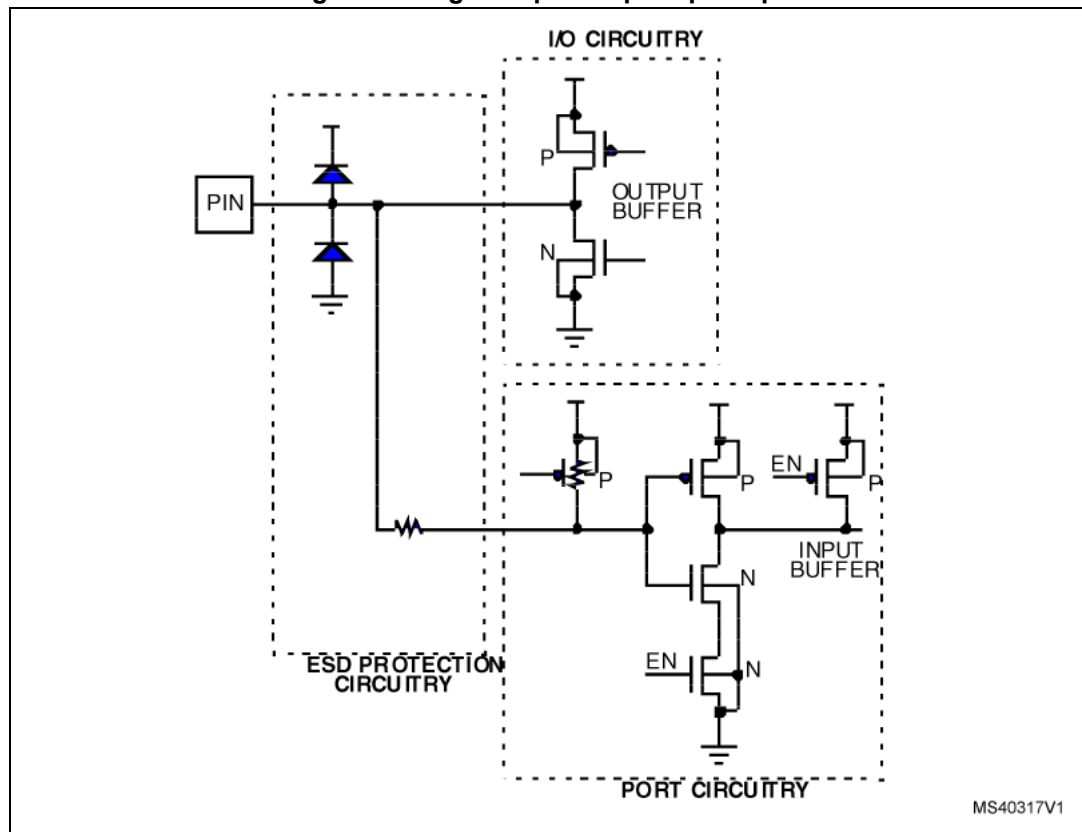 I/O CIRCUITRY
P
PIN
OUTPUT
BUFFER
N
EN
P
P
P
INPUT
BUFFER
N
EN
N
ESD PROTECTION
CIRCUITRY
PORT CIRCUITRY
MS40317V1